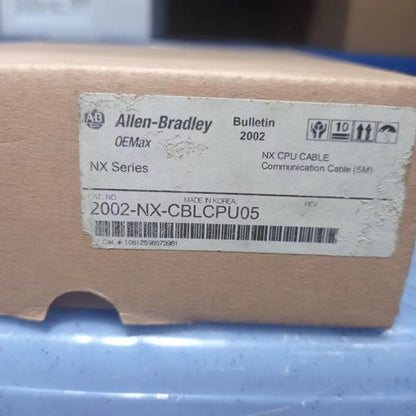 AB Allen-Bradley
OEMax
Bulletin
2002
10
NX Series
NX CPU CABLE
Communication Cable (5M)
CAT. NO.
MADE IN KOREA
REV
2002-NX-CBLCPU05
Cat. #